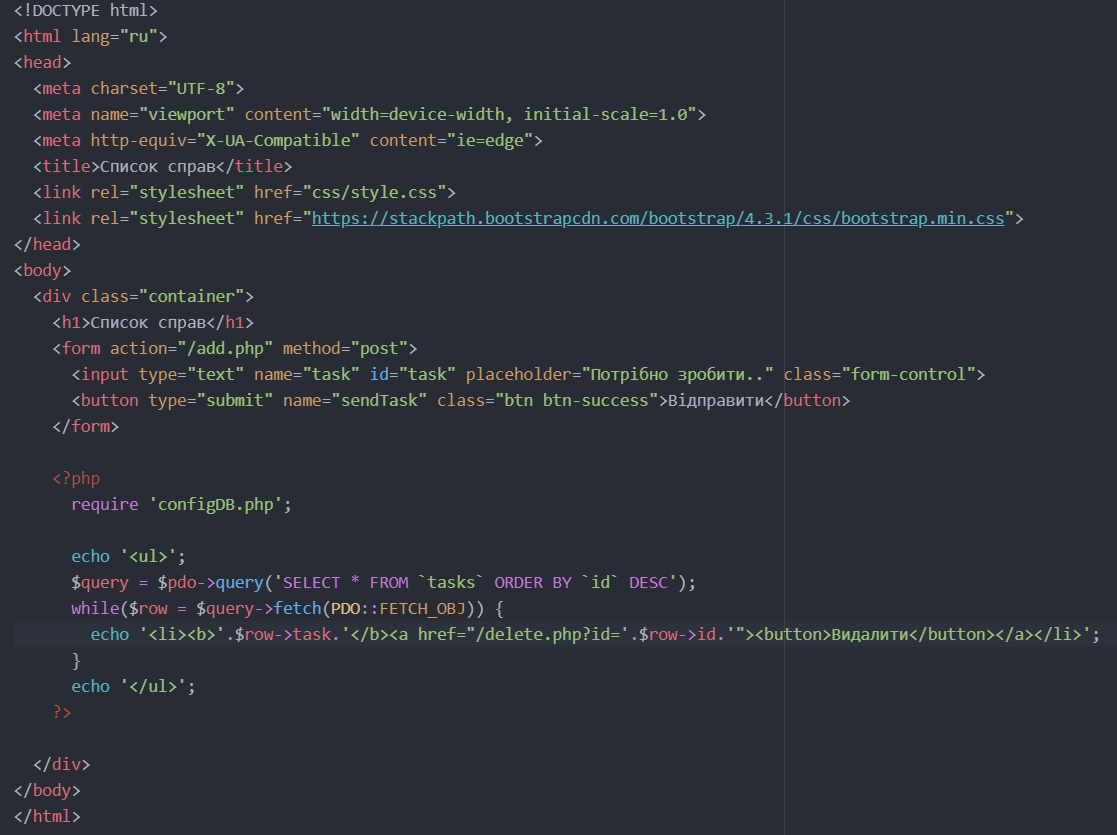 <!DOCTYPE html>
<html lang="ru">
<head>
  <meta charset="UTF-8">
  <meta name="viewport" content="width=device-width, initial-scale=1.0">
  <meta http-equiv="X-UA-Compatible" content="ie=edge">
  <title>Список справ</title>
  <link rel="stylesheet" href="css/style.css">
  <link rel="stylesheet" href="https://stackpath.bootstrapcdn.com/bootstrap/4.3.1/css/bootstrap.min.css">
</head>
<body>
  <div class="container">
    <h1>Список справ</h1>
    <form action="/add.php" method="post">
      <input type="text" name="task" id="task" placeholder="Потрібно зробити.." class="form-control">
      <button type="submit" name="sendTask" class="btn btn-success">Відправити</button>
    </form>

    <?php
      require 'configDB.php';

      echo '<ul>';
      $query = $pdo->query('SELECT * FROM `tasks` ORDER BY `id` DESC');
      while($row = $query->fetch(PDO::FETCH_OBJ)) {
        echo '<li><b>'.$row->task.'</b><a href="/delete.php?id='.$row->id.'"><button>Видалити</button></a></li>';
      }
      echo '</ul>';
    ?>

  </div>
</body>
</html>